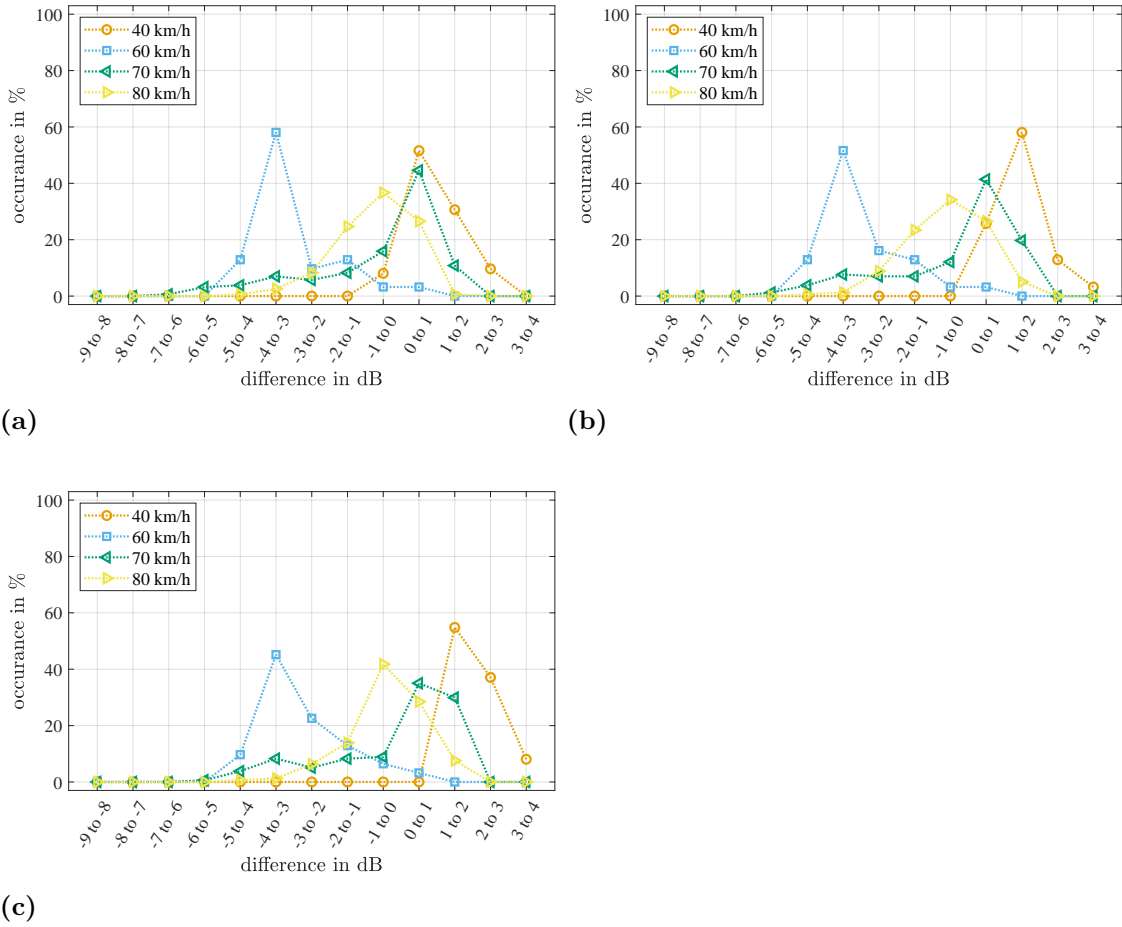 100
80
60
40
20
0
occurance in %
40 km/h
60 km/h
70 km/h
80 km/h
-9 to -8
-8 to -7
-7 to -6
-6 to -5
-5 to -4
-4 to -3
-3 to -2
-2 to -1
-1 to 0
0 to 1
1 to 2
2 to 3
3 to 4
difference in dB
(a)
100
80
60
40
20
0
occurance in %
40 km/h
60 km/h
70 km/h
80 km/h
-9 to -8
-8 to -7
-7 to -6
-6 to -5
-5 to -4
-4 to -3
-3 to -2
-2 to -1
-1 to 0
0 to 1
1 to 2
2 to 3
3 to 4
difference in dB
(b)
100
80
60
40
20
0
occurance in %
40 km/h
60 km/h
70 km/h
80 km/h
-9 to -8
-8 to -7
-7 to -6
-6 to -5
-5 to -4
-4 to -3
-3 to -2
-2 to -1
-1 to 0
0 to 1
1 to 2
2 to 3
3 to 4
difference in dB
(c)